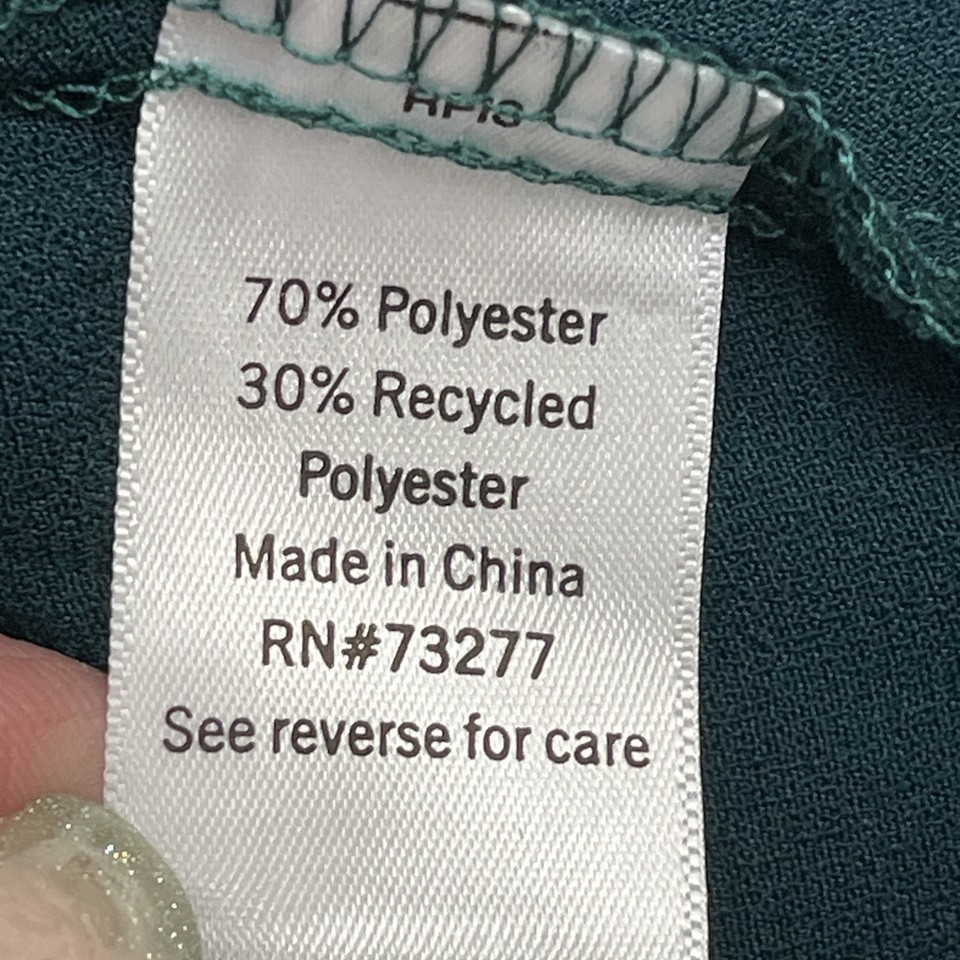 70% Polyester
30% Recycled
Polyester
Made in China
RN#73277
See reverse for care